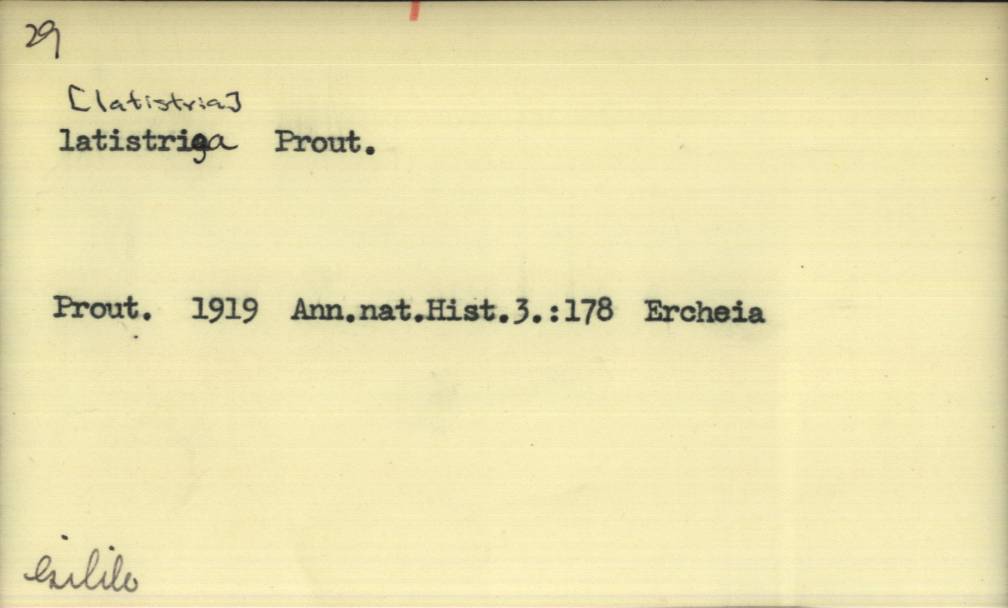 29
[latistria]
latistriga Prout.
Prout. 1919 Ann.nat.Hist.3.:178 Ercheia